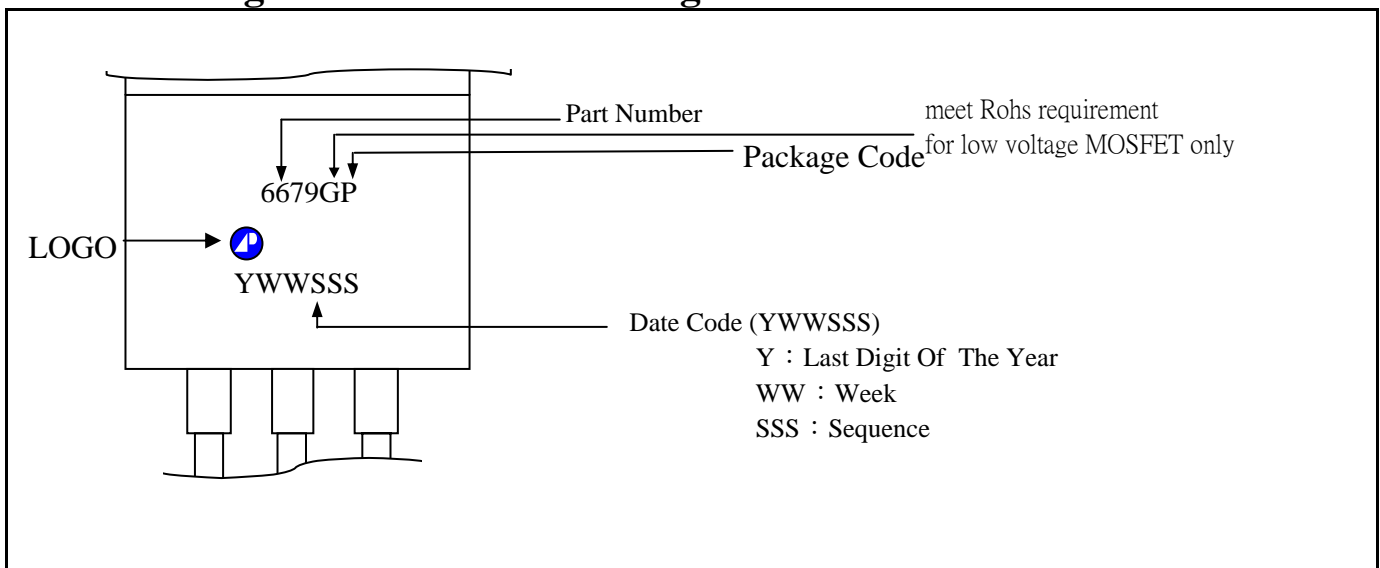 Part Number
meet Rohs requirement
for low voltage MOSFET only
Package Code
6679GP
LOGO
YWWSSS
Date Code (YWWSSS)
Y：Last Digit Of The Year
WW：Week
SSS：Sequence